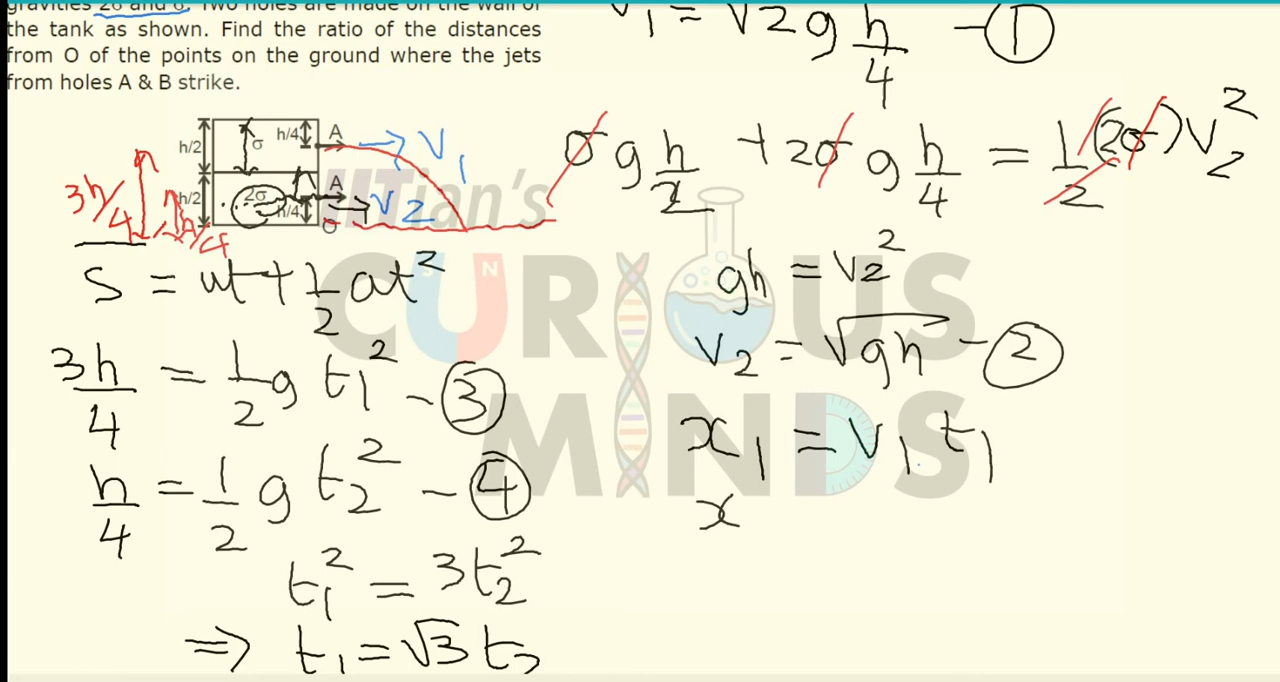 gravities 2σ and σ. Two holes are made on the wall of
the tank as shown. Find the ratio of the distances
from O of the points on the ground where the jets
from holes A & B strike.
V1 = √2g h/4 - ①
h/2 σ h/4 A V1
h/2 2σ h/4 A V2
O
3h/4 h/4
σg h/2 + 2σ g h/4 = 1/2 (2σ) V2²
S = ut + 1/2 at²
gh = V2²
V2 = √gh - ②
3h/4 = 1/2 g t1² - ③
h/4 = 1/2 g t2² - ④
x1 = V1 t1
x
t1² = 3t2²
⇒ t1 = √3 t2
IITian's
CURIOUS
S N
MINDS